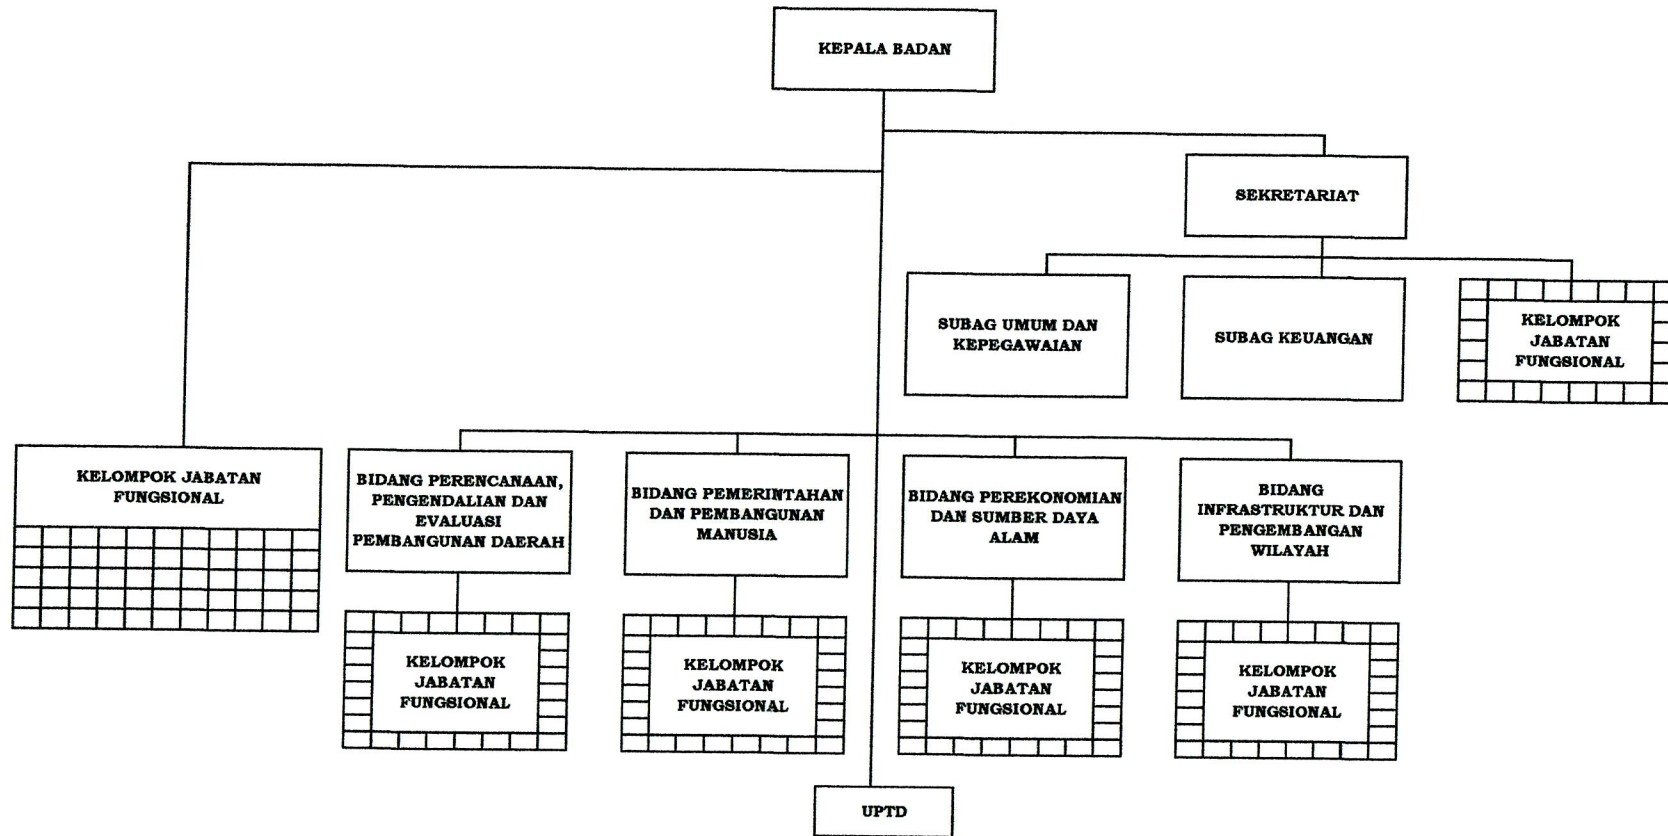 KEPALA BADAN
SEKRETARIAT
SUBAG UMUM DAN
KEPEGAWAIAN
SUBAG KEUANGAN
KELOMPOK
JABATAN
FUNGSIONAL
KELOMPOK JABATAN
FUNGSIONAL
BIDANG PERENCANAAN,
PENGENDALIAN DAN
EVALUASI
PEMBANGUNAN DAERAH
BIDANG PEMERINTAHAN
DAN PEMBANGUNAN
MANUSIA
BIDANG PEREKONOMIAN
DAN SUMBER DAYA
ALAM
BIDANG
INFRASTRUKTUR DAN
PENGEMBANGAN
WILAYAH
KELOMPOK
JABATAN
FUNGSIONAL
KELOMPOK
JABATAN
FUNGSIONAL
KELOMPOK
JABATAN
FUNGSIONAL
KELOMPOK
JABATAN
FUNGSIONAL
UPTD